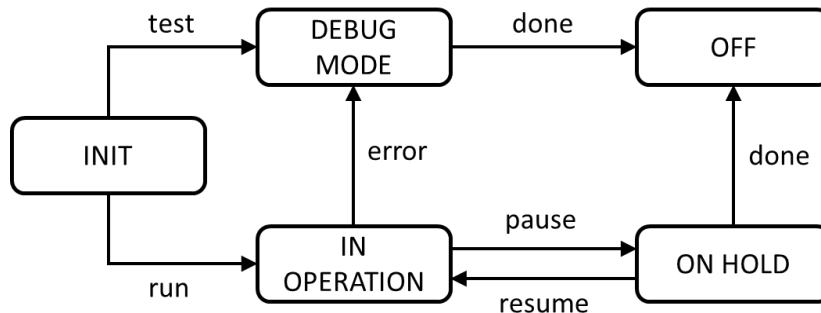 test
DEBUG
MODE
done
OFF
INIT
error
done
run
IN
OPERATION
pause
resume
ON HOLD